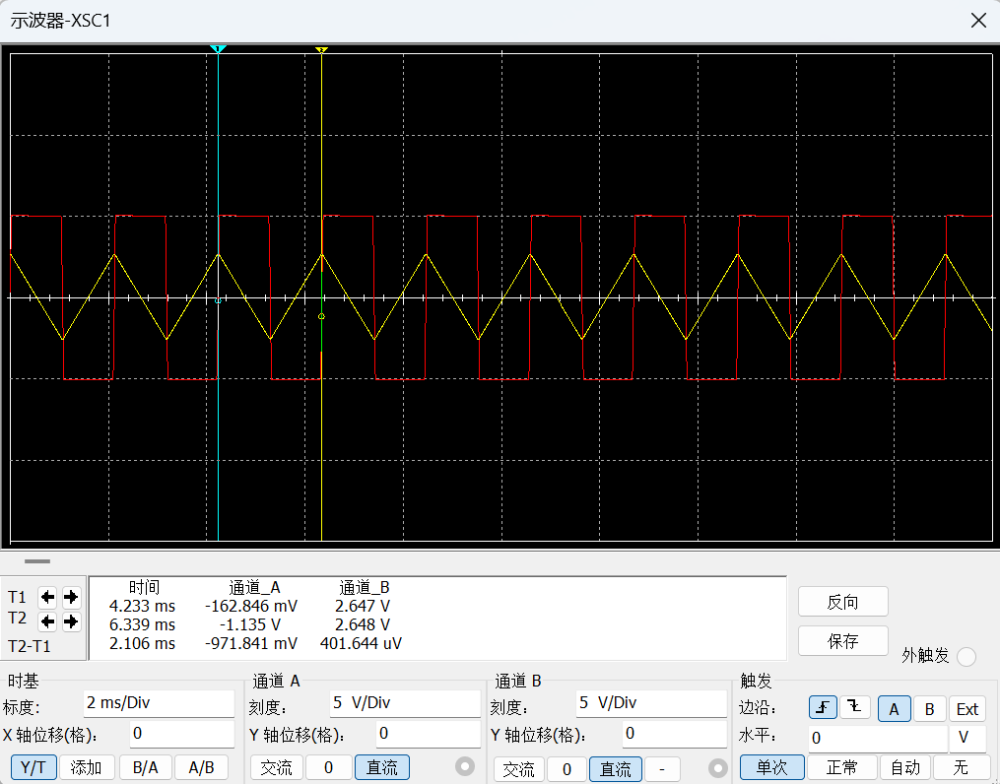 示波器-XSC1
1
2
时间 通道_A 通道_B
T1 4.233 ms -162.846 mV 2.647 V
T2 6.339 ms -1.135 V 2.648 V
T2-T1 2.106 ms -971.841 mV 401.644 uV
反向
保存
外触发
时基
标度: 2 ms/Div
X 轴位移(格): 0
Y/T 添加 B/A A/B
通道 A
刻度: 5 V/Div
Y 轴位移(格): 0
交流 0 直流
通道 B
刻度: 5 V/Div
Y 轴位移(格): 0
交流 0 直流 -
触发
边沿: A B Ext
水平: 0 V
单次 正常 自动 无